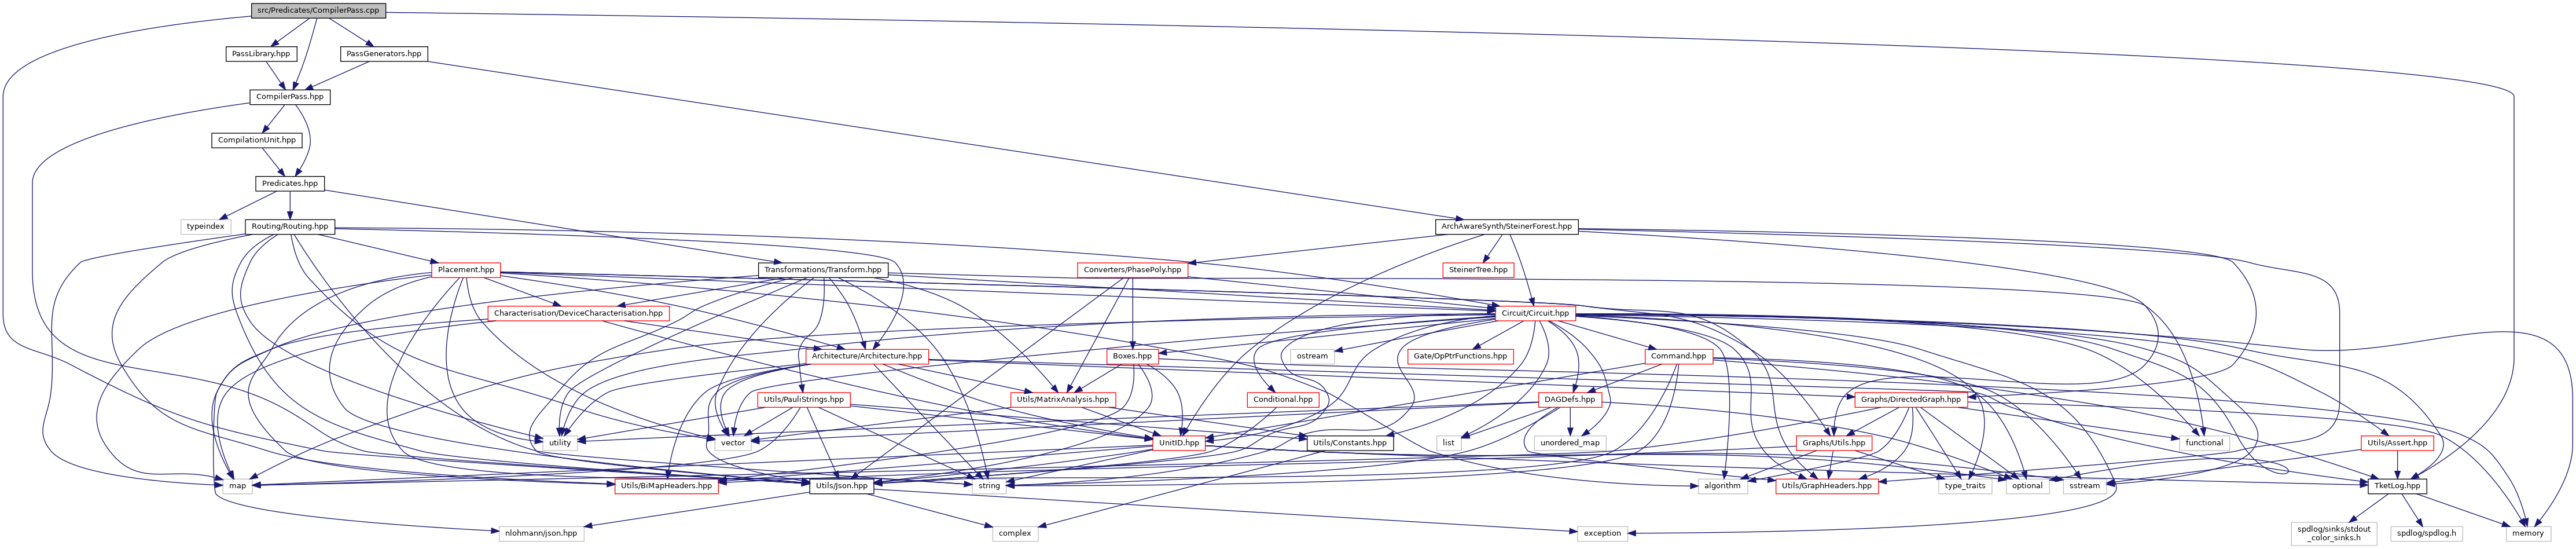 src/Predicates/CompilerPass.cpp
PassLibrary.hpp
PassGenerators.hpp
CompilerPass.hpp
CompilationUnit.hpp
Predicates.hpp
typeindex
Routing/Routing.hpp
ArchAwareSynth/SteinerForest.hpp
Placement.hpp
Transformations/Transform.hpp
Converters/PhasePoly.hpp
SteinerTree.hpp
Characterisation/DeviceCharacterisation.hpp
Circuit/Circuit.hpp
Architecture/Architecture.hpp
Boxes.hpp
ostream
Gate/OpPtrFunctions.hpp
Command.hpp
Utils/PauliStrings.hpp
Utils/MatrixAnalysis.hpp
Conditional.hpp
DAGDefs.hpp
Graphs/DirectedGraph.hpp
utility
vector
UnitID.hpp
Utils/Constants.hpp
list
unordered_map
Graphs/Utils.hpp
functional
Utils/Assert.hpp
map
Utils/BiMapHeaders.hpp
Utils/Json.hpp
string
algorithm
Utils/GraphHeaders.hpp
type_traits
optional
sstream
TketLog.hpp
nlohmann/json.hpp
complex
exception
spdlog/sinks/stdout
_color_sinks.h
spdlog/spdlog.h
memory